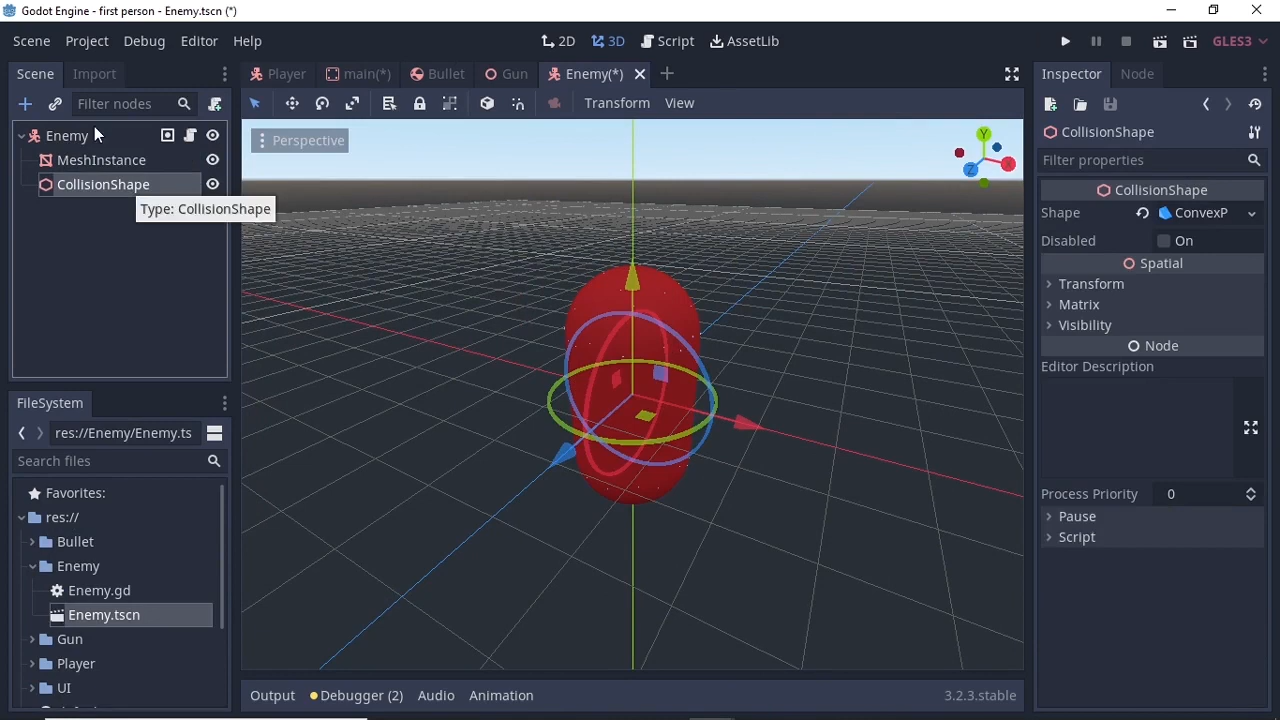 Godot Engine - first person - Enemy.tscn (*)
Scene Project Debug Editor Help
2D 3D Script AssetLib
GLES3
Scene Import
Player main(*) Bullet Gun Enemy(*)
Inspector Node
Filter nodes
Transform View
Enemy
MeshInstance
CollisionShape
Type: CollisionShape
Perspective
Y
X
Z
CollisionShape
Filter properties
CollisionShape
Shape ConvexP
Disabled On
Spatial
Transform
Matrix
Visibility
Node
Editor Description
Process Priority 0
Pause
Script
FileSystem
res://Enemy/Enemy.ts
Search files
Favorites:
res://
Bullet
Enemy
Enemy.gd
Enemy.tscn
Gun
Player
UI
Output Debugger (2) Audio Animation 3.2.3.stable